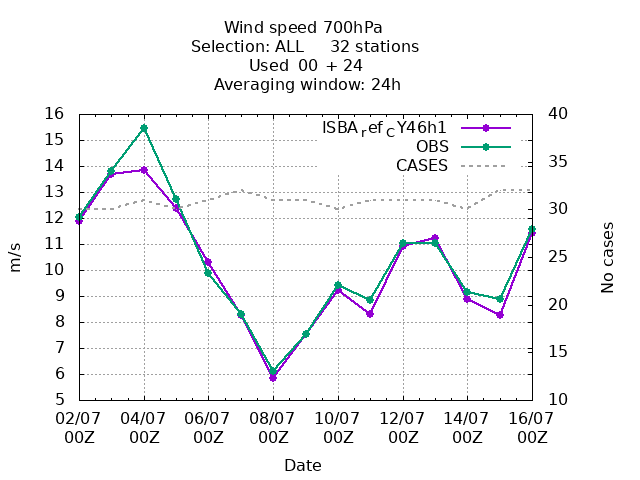 Wind speed 700hPa
Selection: ALL     32 stations
Used  00 + 24
Averaging window: 24h
ISBA_ref_CY46h1
OBS
CASES
16
15
14
13
12
11
10
9
8
7
6
5
m/s
40
35
30
25
20
15
10
No cases
02/07 04/07 06/07 08/07 10/07 12/07 14/07 16/07
00Z 00Z 00Z 00Z 00Z 00Z 00Z 00Z
Date